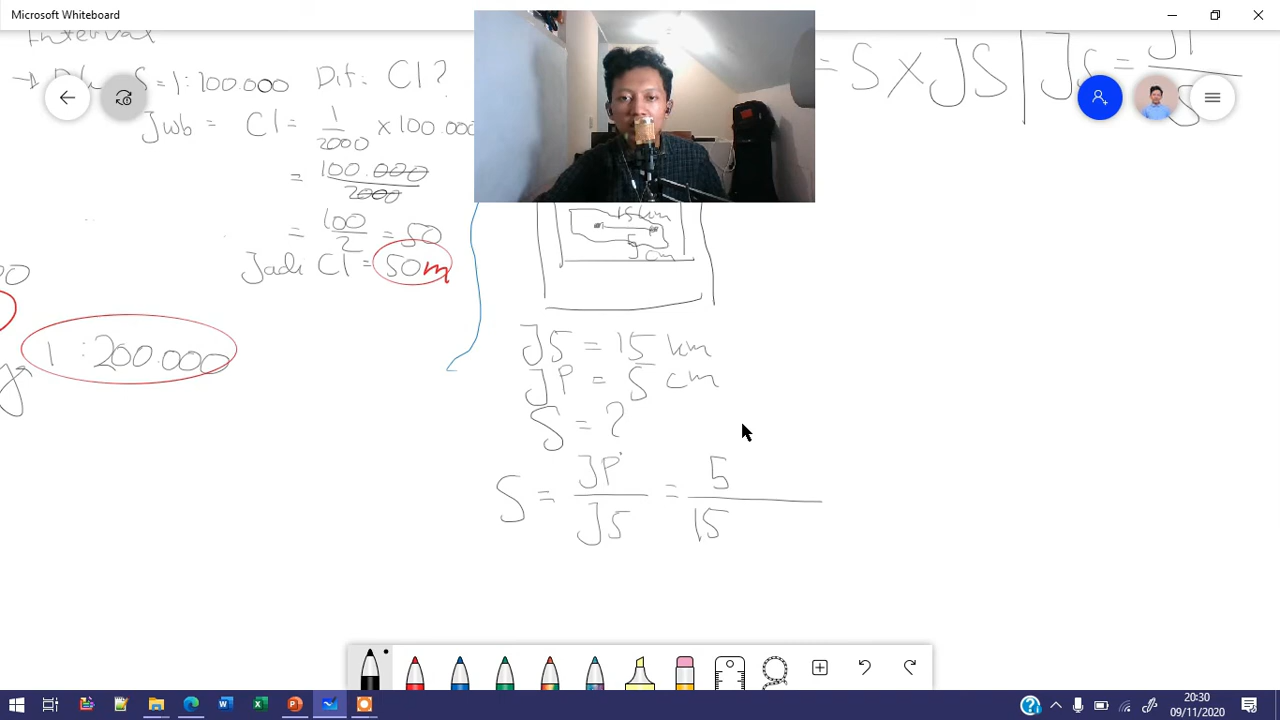 Microsoft Whiteboard
Interval
S = 1:100.000 Dit: CI?
Jwb = CI = 1/2000 x 100.000
= 100.000/2000
= 100/2 = 50
Jadi CI = 50m
1 : 200.000
= S X JS | JS = JP/S
15 km
5 cm
JS = 15 km
JP = 5 cm
S = ?
S = JP/JS = 5/15
20:30
09/11/2020